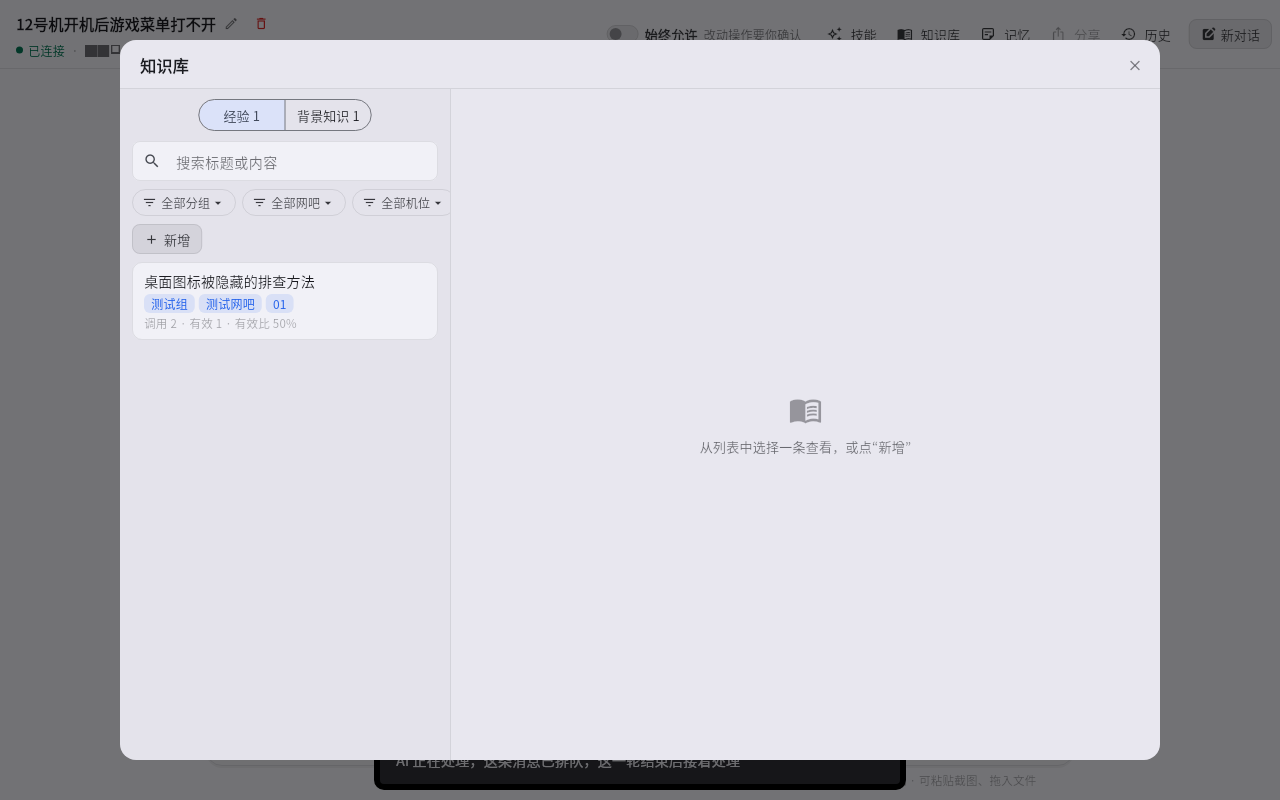 12号机开机后游戏菜单打不开
已连接 ·
始终允许 改动操作要你确认
技能
知识库
记忆
分享
历史
新对话
知识库
经验 1
背景知识 1
搜索标题或内容
全部分组
全部网吧
全部机位
新增
桌面图标被隐藏的排查方法
测试组 测试网吧 01
调用 2 · 有效 1 · 有效比 50%
从列表中选择一条查看，或点“新增”
AI 正在处理，这条消息已排队，这一轮结束后接着处理
· 可粘贴截图、拖入文件